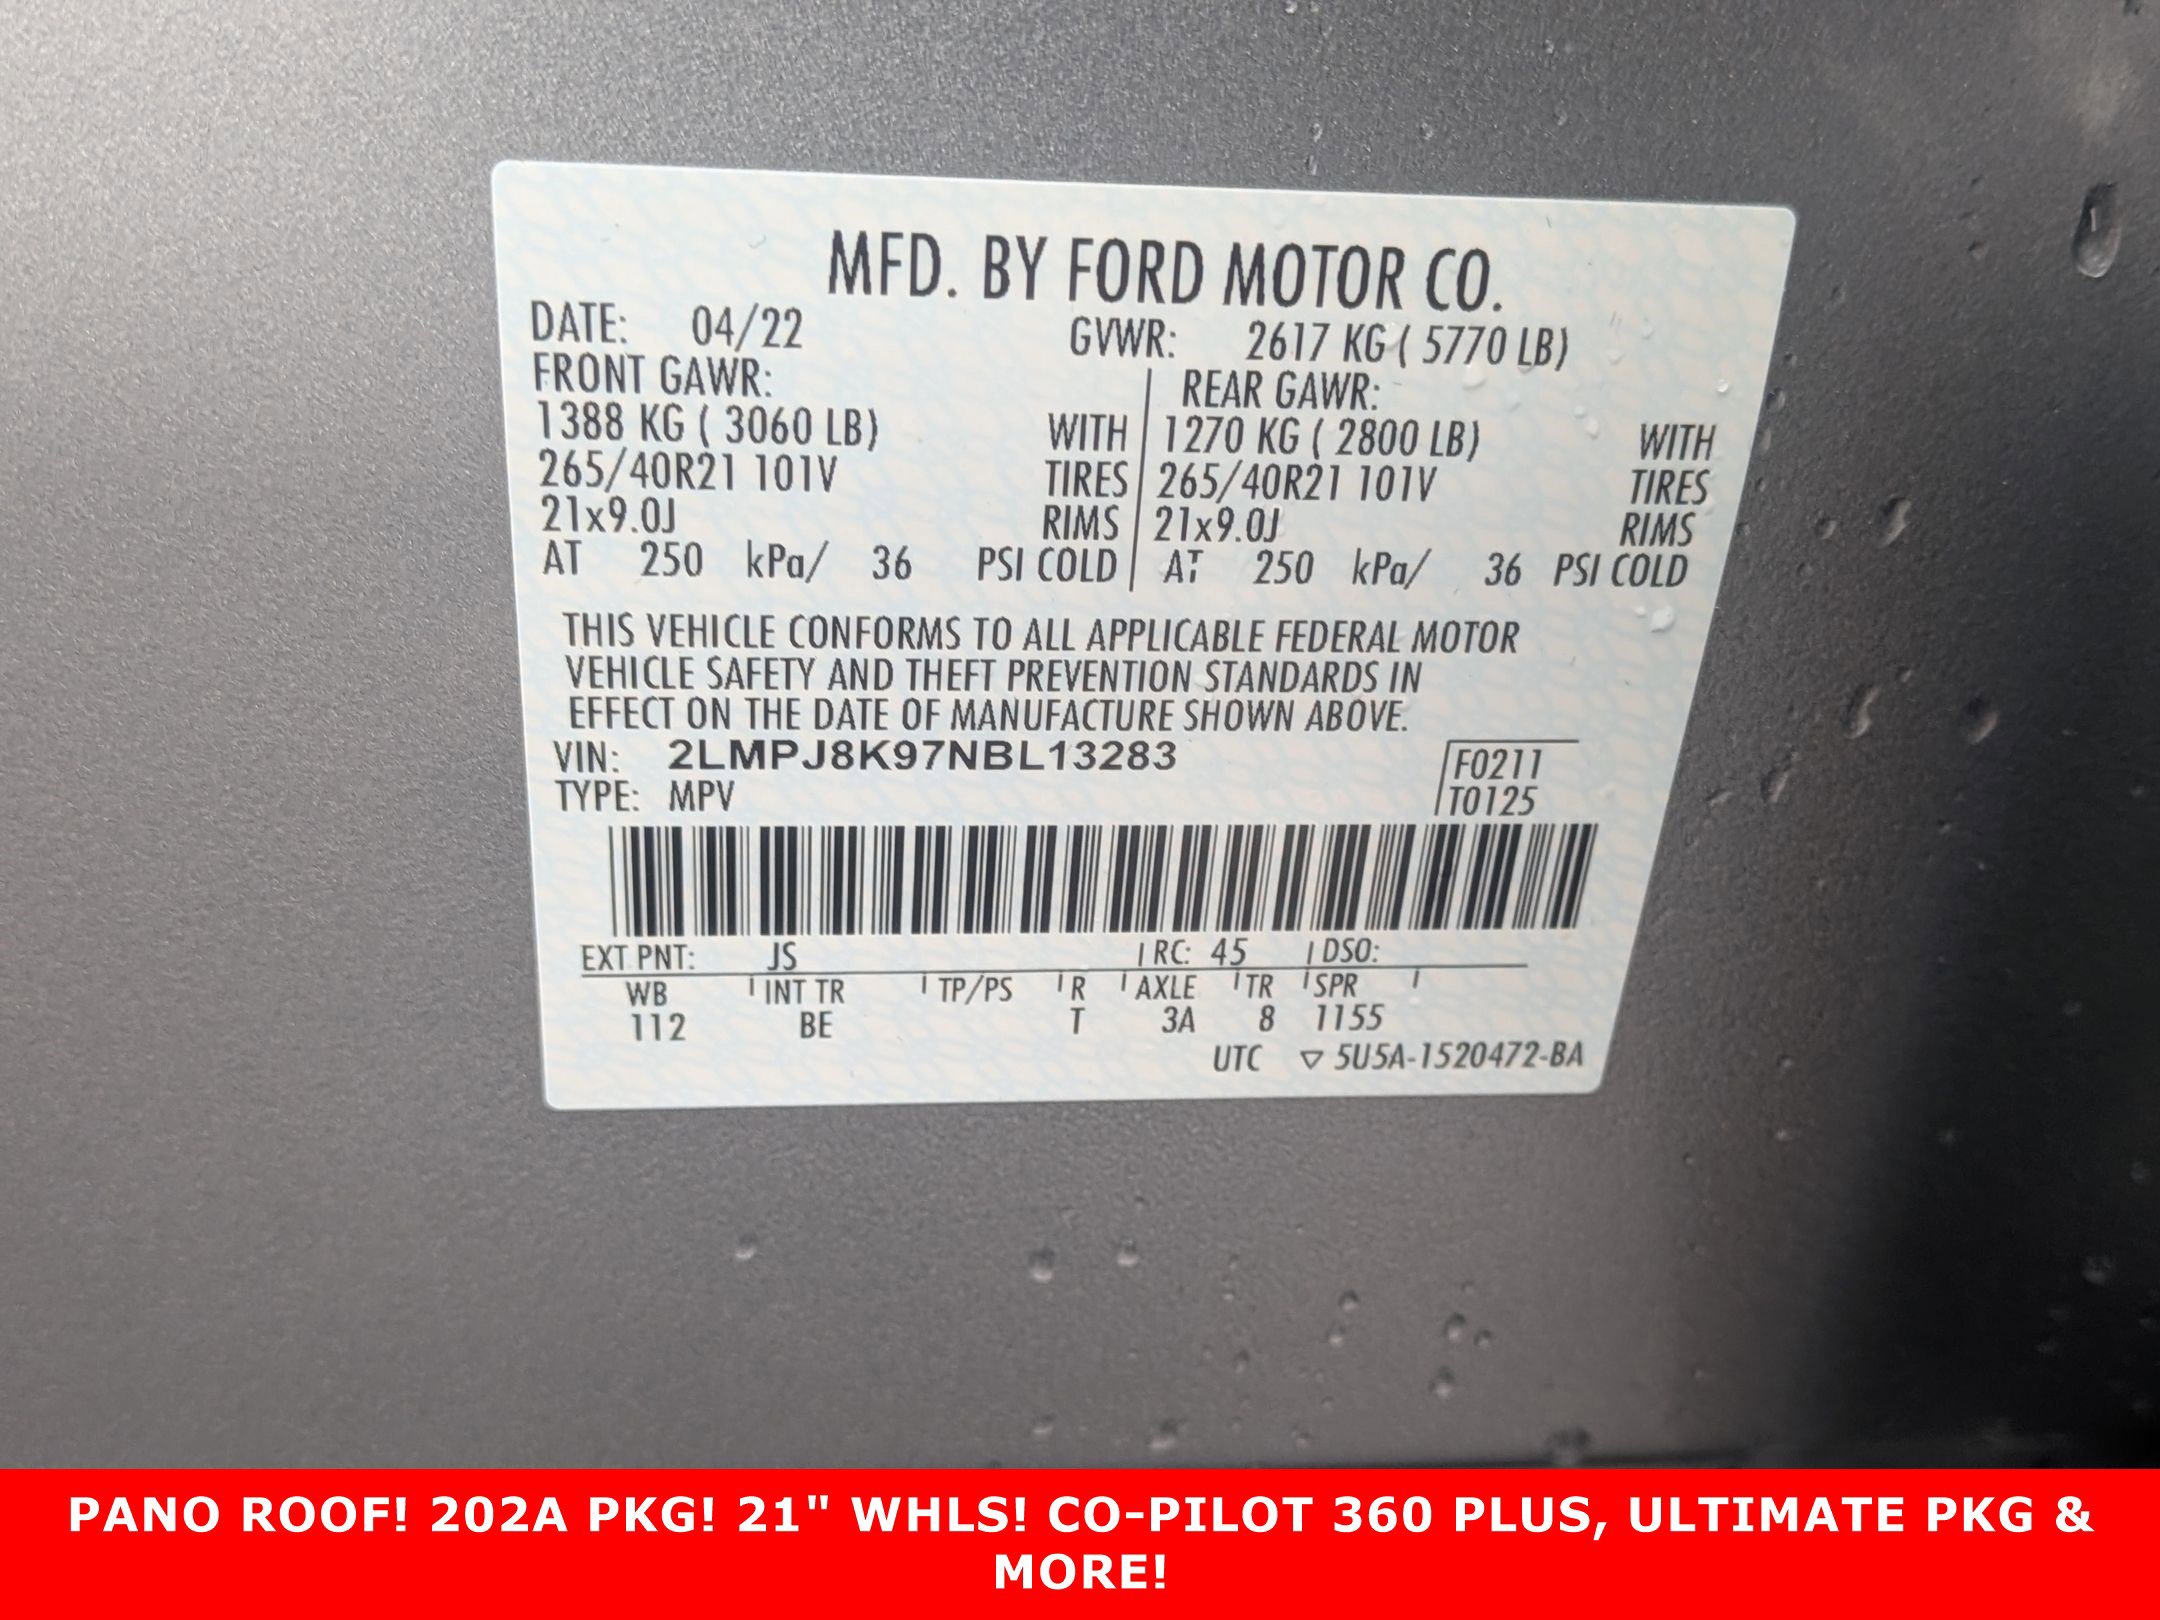 MFD. BY FORD MOTOR CO.
DATE: 04/22 GVWR: 2617 KG ( 5770 LB)
FRONT GAWR: REAR GAWR:
1388 KG ( 3060 LB) WITH 1270 KG ( 2800 LB) WITH
265/40R21 101V TIRES 265/40R21 101V TIRES
21x9.0J RIMS 21x9.0J RIMS
AT 250 kPa/ 36 PSI COLD AT 250 kPa/ 36 PSI COLD
THIS VEHICLE CONFORMS TO ALL APPLICABLE FEDERAL MOTOR
VEHICLE SAFETY AND THEFT PREVENTION STANDARDS IN
EFFECT ON THE DATE OF MANUFACTURE SHOWN ABOVE.
VIN: 2LMPJ8K97NBL13283 F0211
TYPE: MPV T0125
EXT PNT: JS RC: 45 DSO:
WB INT TR TP/PS R AXLE TR SPR
112 BE T 3A 8 1155
UTC ▽ 5U5A-1520472-BA
PANO ROOF! 202A PKG! 21" WHLS! CO-PILOT 360 PLUS, ULTIMATE PKG &
MORE!